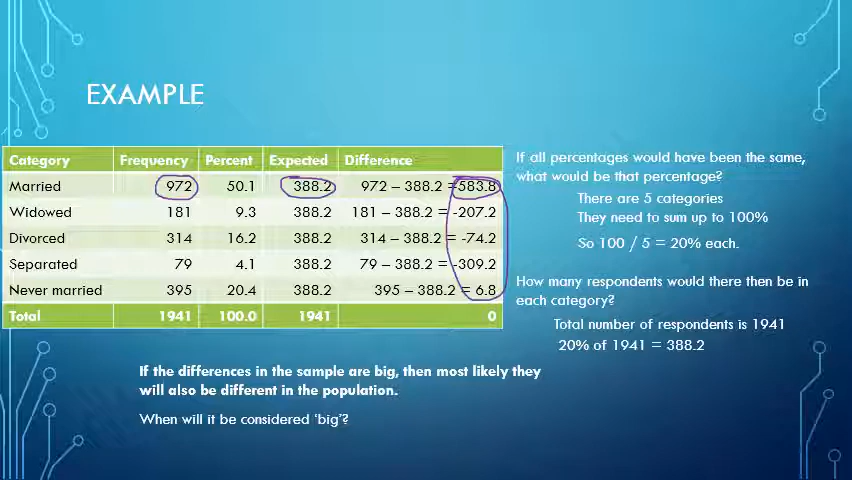 EXAMPLE
Category Frequency Percent Expected Difference
Married 972 50.1 388.2 972 – 388.2 =583.8
Widowed 181 9.3 388.2 181 – 388.2 = -207.2
Divorced 314 16.2 388.2 314 – 388.2 = -74.2
Separated 79 4.1 388.2 79 – 388.2 = -309.2
Never married 395 20.4 388.2 395 – 388.2 = 6.8
Total 1941 100.0 1941 0
If all percentages would have been the same,
what would be that percentage?
There are 5 categories
They need to sum up to 100%
So 100 / 5 = 20% each.
How many respondents would there then be in
each category?
Total number of respondents is 1941
20% of 1941 = 388.2
If the differences in the sample are big, then most likely they
will also be different in the population.
When will it be considered ‘big’?